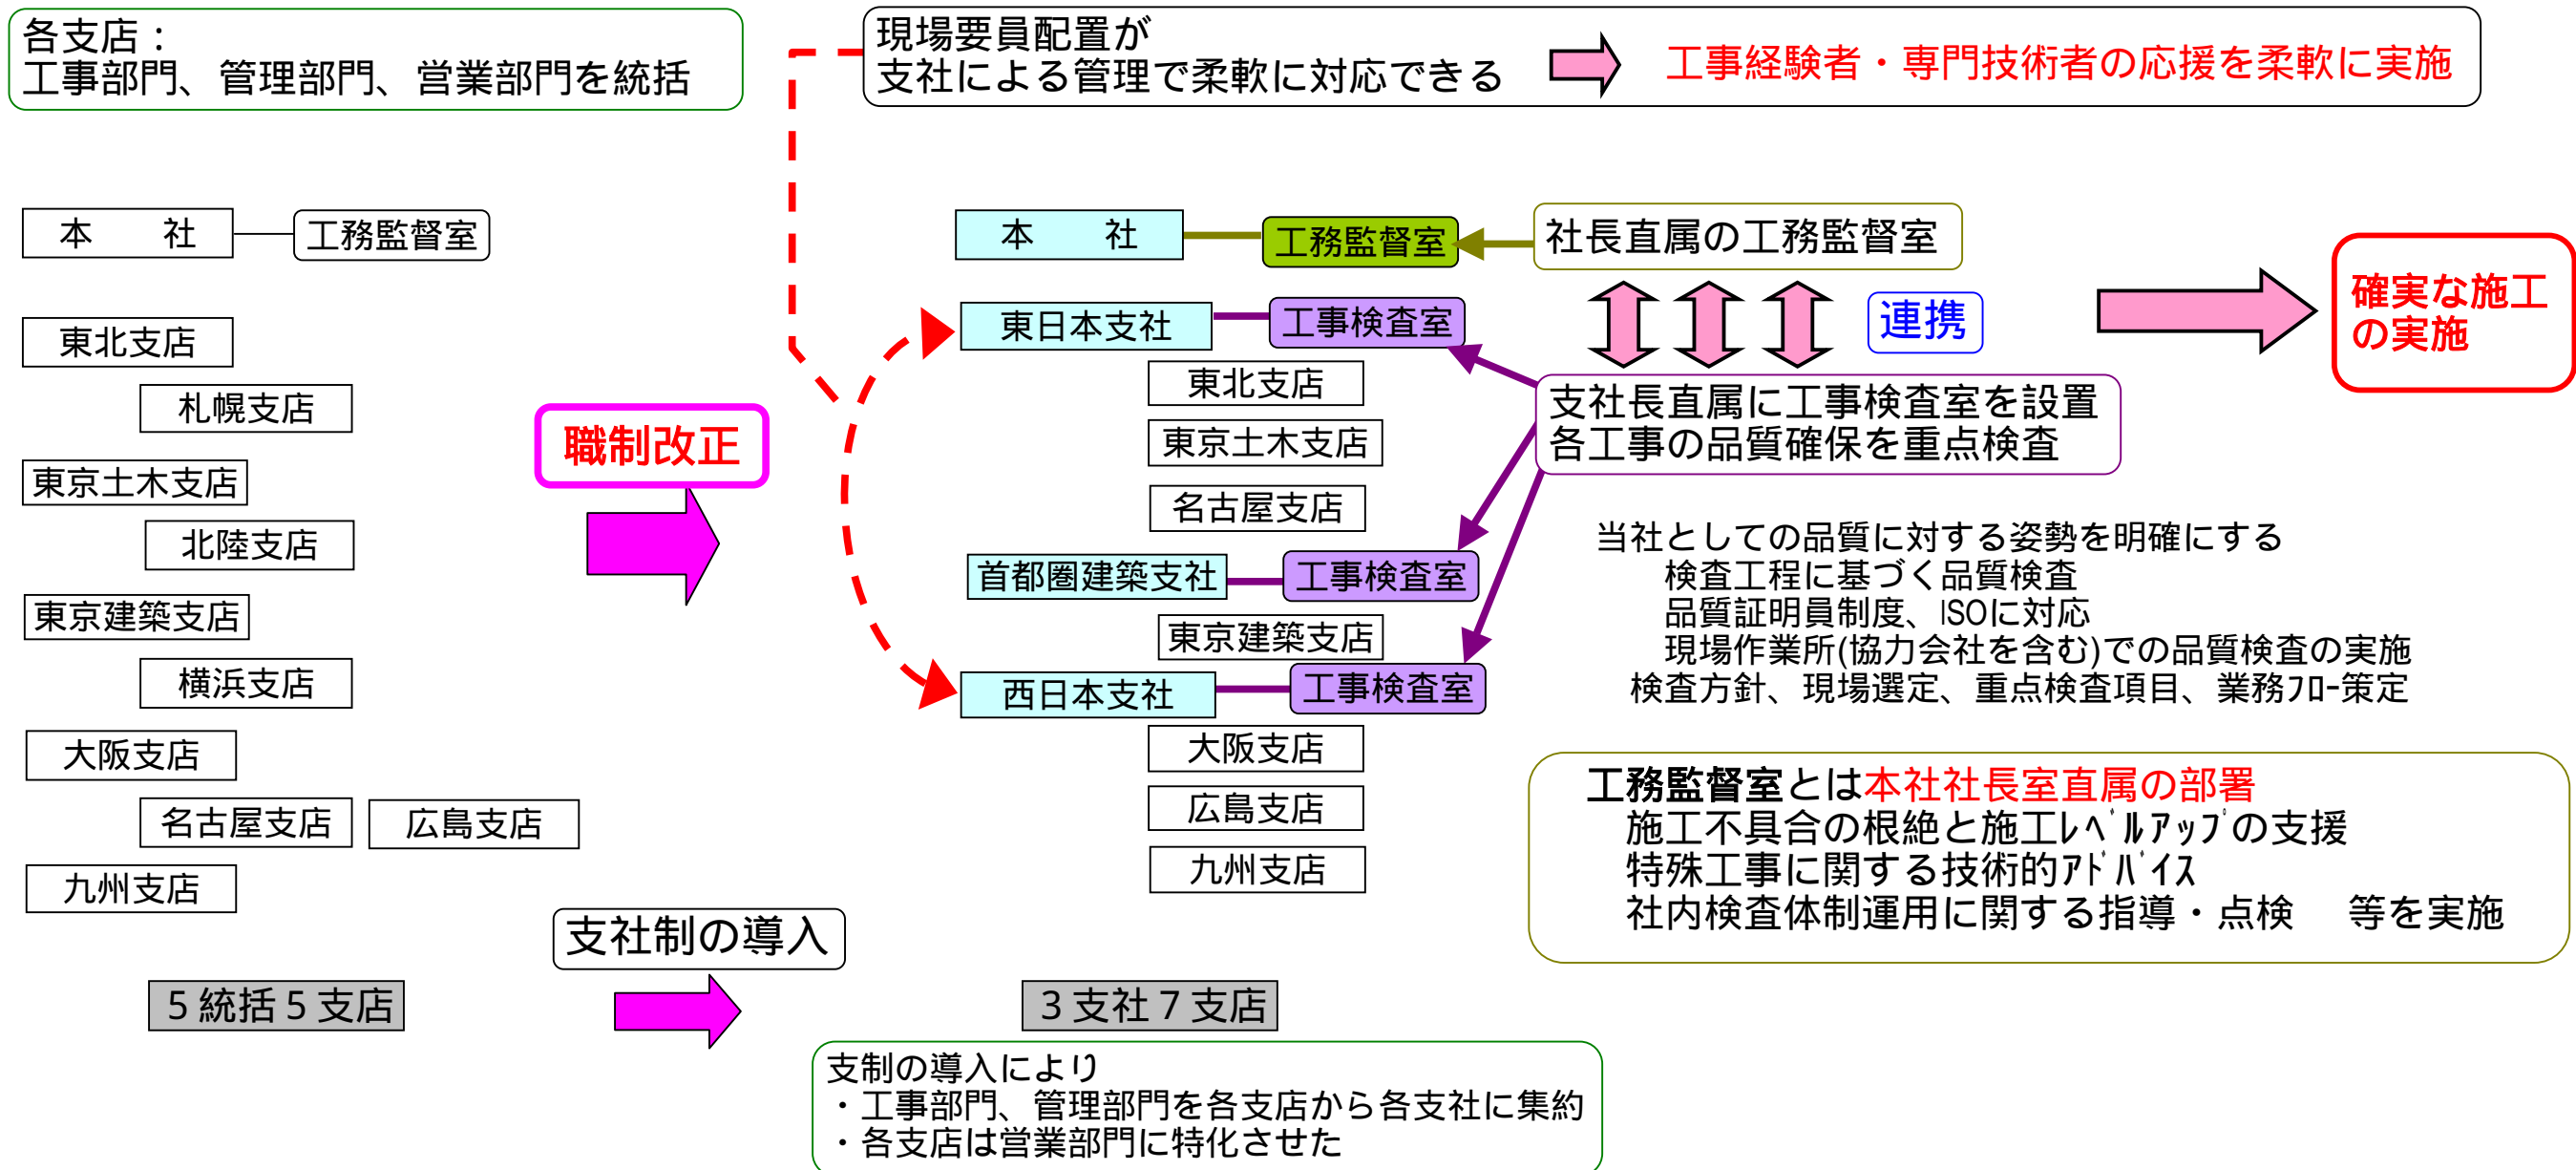 各支店：
工事部門、管理部門、営業部門を統括
現場要員配置が
支社による管理で柔軟に対応できる
工事経験者・専門技術者の応援を柔軟に実施
本　　社
工務監督室
東北支店
札幌支店
東京土木支店
北陸支店
東京建築支店
横浜支店
大阪支店
名古屋支店
広島支店
九州支店
５統括５支店
職制改正
支社制の導入
本　　社
工務監督室
社長直属の工務監督室
東日本支社
工事検査室
連携
東北支店
東京土木支店
名古屋支店
支社長直属に工事検査室を設置
各工事の品質確保を重点検査
確実な施工
の実施
首都圏建築支社
工事検査室
東京建築支店
西日本支社
工事検査室
大阪支店
広島支店
九州支店
当社としての品質に対する姿勢を明確にする
検査工程に基づく品質検査
品質証明員制度、ISOに対応
現場作業所(協力会社を含む)での品質検査の実施
検査方針、現場選定、重点検査項目、業務ﾌﾛｰ策定
工務監督室とは本社社長室直属の部署
施工不具合の根絶と施工ﾚﾍﾞﾙｱｯﾌﾟの支援
特殊工事に関する技術的ｱﾄﾞﾊﾞｲｽ
社内検査体制運用に関する指導・点検　等を実施
３支社７支店
支制の導入により
・工事部門、管理部門を各支店から各支社に集約
・各支店は営業部門に特化させた